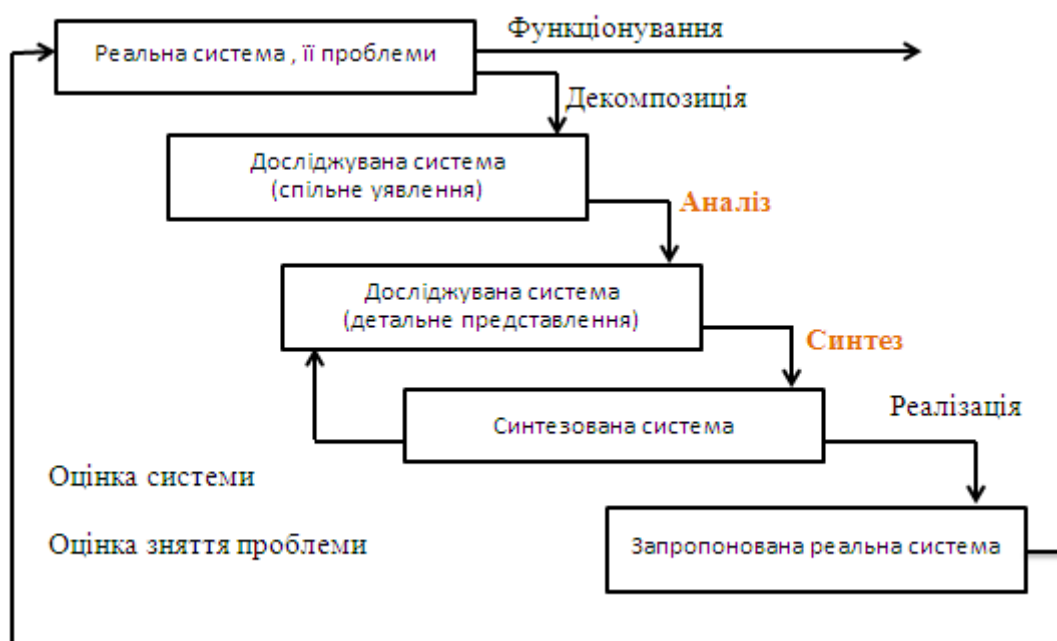 Функціонування
Реальна система , її проблеми
Декомпозиція
Досліджувана система
(спільне уявлення)
Аналіз
Досліджувана система
(детальне представлення)
Синтез
Реалізація
Синтезована система
Оцінка системи
Оцінка зняття проблеми
Запропонована реальна система